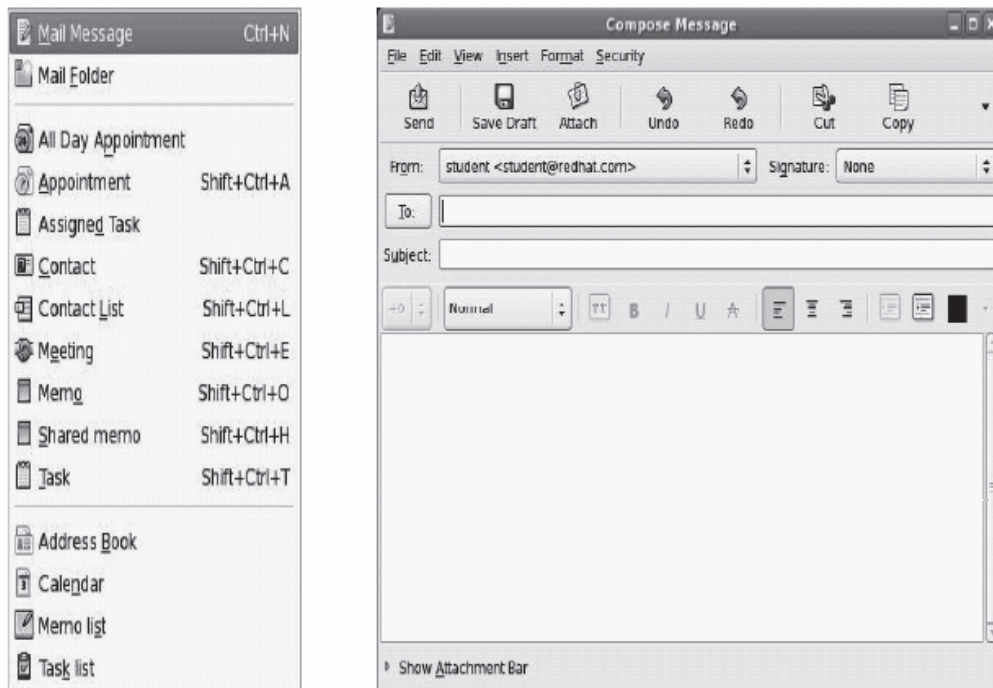 Mail Message Ctrl+N
Mail Folder
All Day Appointment
Appointment Shift+Ctrl+A
Assigned Task
Contact Shift+Ctrl+C
Contact List Shift+Ctrl+L
Meeting Shift+Ctrl+E
Memo Shift+Ctrl+O
Shared memo Shift+Ctrl+H
Task Shift+Ctrl+T
Address Book
Calendar
Memo list
Task list
Compose Message
File Edit View Insert Format Security
Send Save Draft Attach Undo Redo Cut Copy
From: student <student@redhat.com> Signature: None
To:
Subject:
+0 Normal TT B I U A
Show Attachment Bar